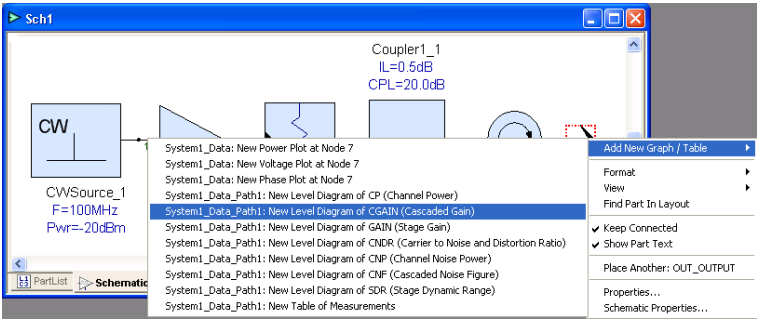 Sch1
Coupler1_1
IL=0.5dB
CPL=20.0dB
CW
CWSource_1
F=100MHz
Pwr=-20dBm
1
System1_Data: New Power Plot at Node 7
System1_Data: New Voltage Plot at Node 7
System1_Data: New Phase Plot at Node 7
System1_Data_Path1: New Level Diagram of CP (Channel Power)
System1_Data_Path1: New Level Diagram of CGAIN (Cascaded Gain)
System1_Data_Path1: New Level Diagram of GAIN (Stage Gain)
System1_Data_Path1: New Level Diagram of CNDR (Carrier to Noise and Distortion Ratio)
System1_Data_Path1: New Level Diagram of CNP (Channel Noise Power)
System1_Data_Path1: New Level Diagram of CNF (Cascaded Noise Figure)
System1_Data_Path1: New Level Diagram of SDR (Stage Dynamic Range)
System1_Data_Path1: New Table of Measurements
Add New Graph / Table
Format
View
Find Part In Layout
Keep Connected
Show Part Text
Place Another: OUT_OUTPUT
Properties...
Schematic Properties...
PartList
Schematic